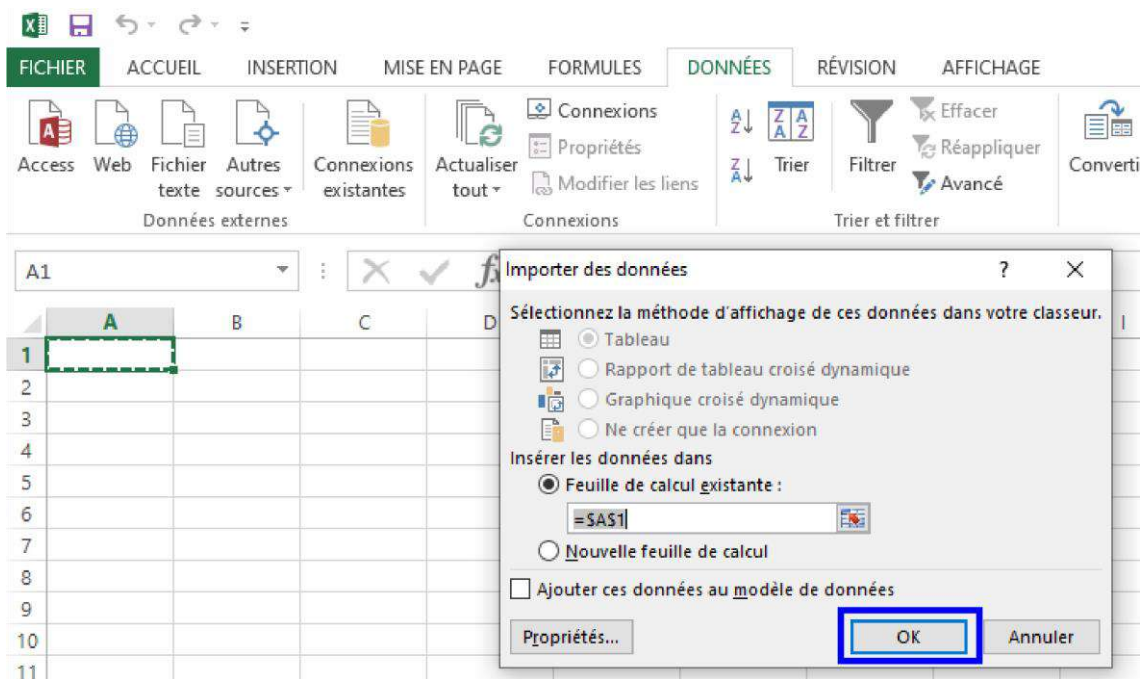 FICHIER ACCUEIL INSERTION MISE EN PAGE FORMULES DONNÉES RÉVISION AFFICHAGE
Access Web Fichier texte Autres sources Connexions existantes Actualiser tout
Connexions
Propriétés
Modifier les liens
Trier Filtrer
Effacer
Réappliquer
Avancé
Converti
Données externes Connexions Trier et filtrer
A1 fx
A B C D I
1
2
3
4
5
6
7
8
9
10
11
Importer des données ? ×
Sélectionnez la méthode d'affichage de ces données dans votre classeur.
Tableau
Rapport de tableau croisé dynamique
Graphique croisé dynamique
Ne créer que la connexion
Insérer les données dans
Feuille de calcul existante :
=$A$1
Nouvelle feuille de calcul
Ajouter ces données au modèle de données
Propriétés... OK Annuler